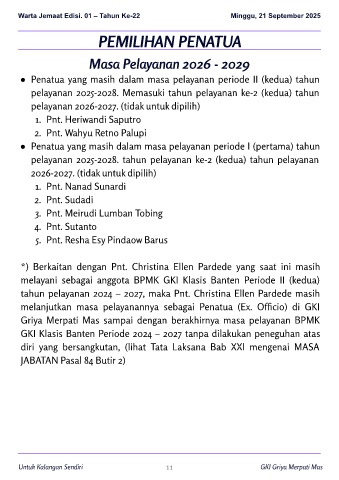 Warta Jemaat Edisi. 01 – Tahun Ke-22 Minggu, 21 September 2025
PEMILIHAN PENATUA
Masa Pelayanan 2026 - 2029
● Penatua yang masih dalam masa pelayanan periode II (kedua) tahun
pelayanan 2025-2028. Memasuki tahun pelayanan ke-2 (kedua) tahun
pelayanan 2026-2027. (tidak untuk dipilih)
1. Pnt. Heriwandi Saputro
2. Pnt. Wahyu Retno Palupi
● Penatua yang masih dalam masa pelayanan periode I (pertama) tahun
pelayanan 2025-2028. tahun pelayanan ke-2 (kedua) tahun pelayanan
2026-2027. (tidak untuk dipilih)
1. Pnt. Nanad Sunardi
2. Pnt. Sudadi
3. Pnt. Meirudi Lumban Tobing
4. Pnt. Sutanto
5. Pnt. Resha Esy Pindaow Barus
*) Berkaitan dengan Pnt. Christina Ellen Pardede yang saat ini masih
melayani sebagai anggota BPMK GKI Klasis Banten Periode II (kedua)
tahun pelayanan 2024 – 2027, maka Pnt. Christina Ellen Pardede masih
melanjutkan masa pelayanannya sebagai Penatua (Ex. Officio) di GKI
Griya Merpati Mas sampai dengan berakhirnya masa pelayanan BPMK
GKI Klasis Banten Periode 2024 – 2027 tanpa dilakukan peneguhan atas
diri yang bersangkutan, (lihat Tata Laksana Bab XXI mengenai MASA
JABATAN Pasal 84 Butir 2)
Untuk Kalangan Sendiri 11 GKI Griya Merpati Mas